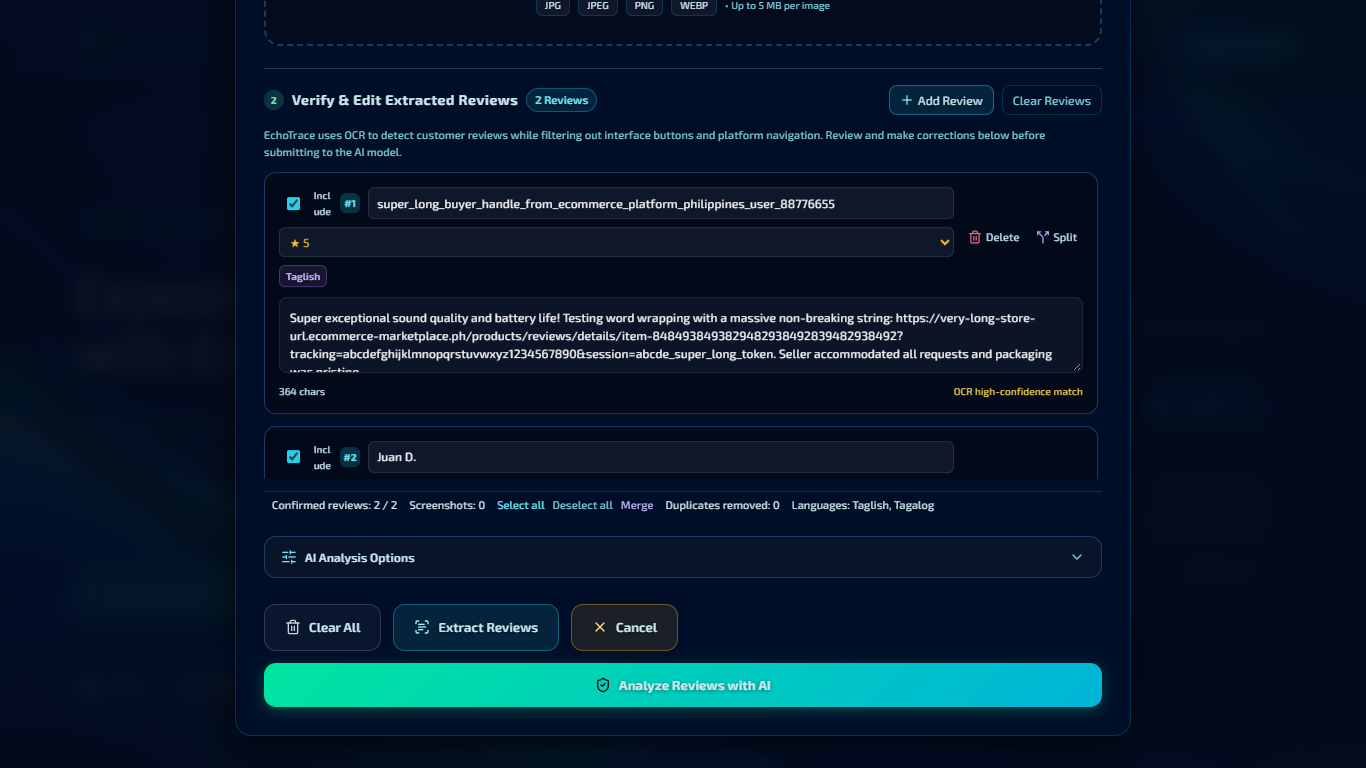 JPG JPEG PNG WEBP • Up to 5 MB per image
2 Verify & Edit Extracted Reviews 2 Reviews + Add Review Clear Reviews
EchoTrace uses OCR to detect customer reviews while filtering out interface buttons and platform navigation. Review and make corrections below before
submitting to the AI model.
Incl
ude
#1 super_long_buyer_handle_from_ecommerce_platform_philippines_user_88776655
★ 5
Delete Split
Taglish
Super exceptional sound quality and battery life! Testing word wrapping with a massive non-breaking string: https://very-long-store-
url.ecommerce-marketplace.ph/products/reviews/details/item-8484938493829482938492839482938492?
tracking=abcdefghijklmnopqrstuvwxyz1234567890&session=abcde_super_long_token. Seller accommodated all requests and packaging
was pristine.
364 chars OCR high-confidence match
Incl
ude
#2 Juan D.
Confirmed reviews: 2 / 2 Screenshots: 0 Select all Deselect all Merge Duplicates removed: 0 Languages: Taglish, Tagalog
AI Analysis Options
Clear All Extract Reviews Cancel
Analyze Reviews with AI